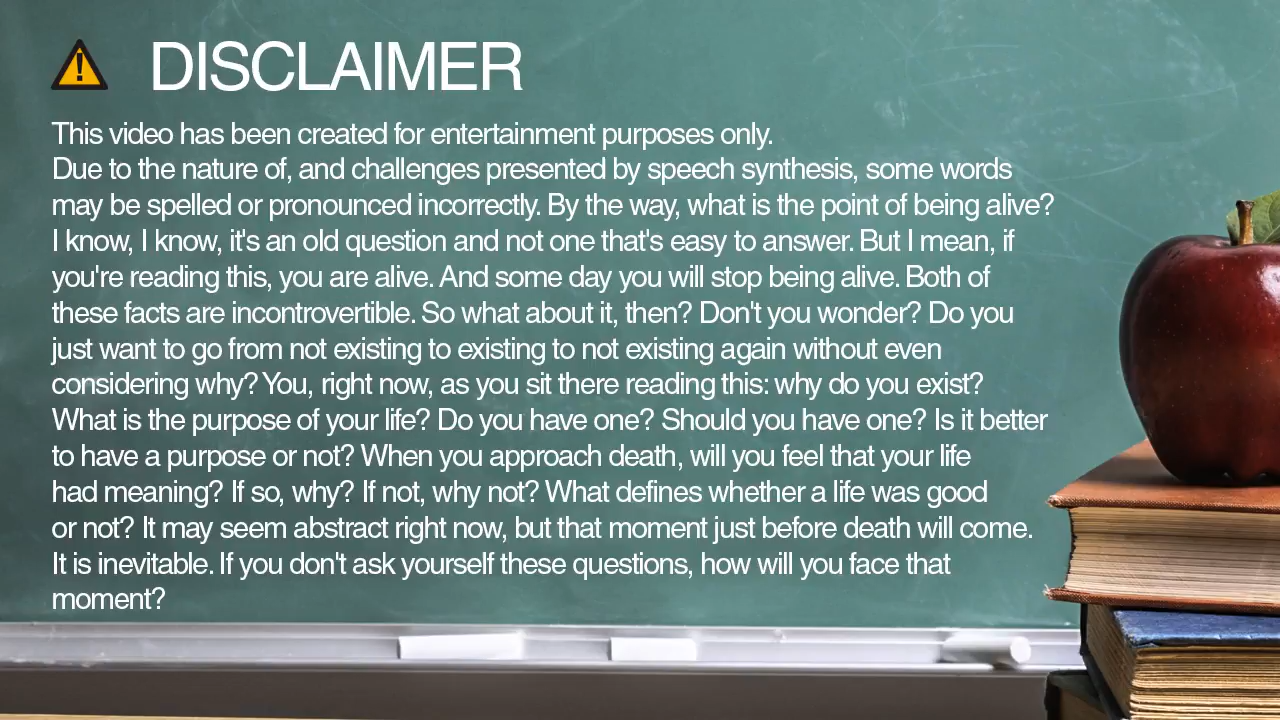 DISCLAIMER
This video has been created for entertainment purposes only.
Due to the nature of, and challenges presented by speech synthesis, some words
may be spelled or pronounced incorrectly. By the way, what is the point of being alive?
I know, I know, it's an old question and not one that's easy to answer. But I mean, if
you're reading this, you are alive. And some day you will stop being alive. Both of
these facts are incontrovertible. So what about it, then? Don't you wonder? Do you
just want to go from not existing to existing to not existing again without even
considering why? You, right now, as you sit there reading this: why do you exist?
What is the purpose of your life? Do you have one? Should you have one? Is it better
to have a purpose or not? When you approach death, will you feel that your life
had meaning? If so, why? If not, why not? What defines whether a life was good
or not? It may seem abstract right now, but that moment just before death will come.
It is inevitable. If you don't ask yourself these questions, how will you face that
moment?